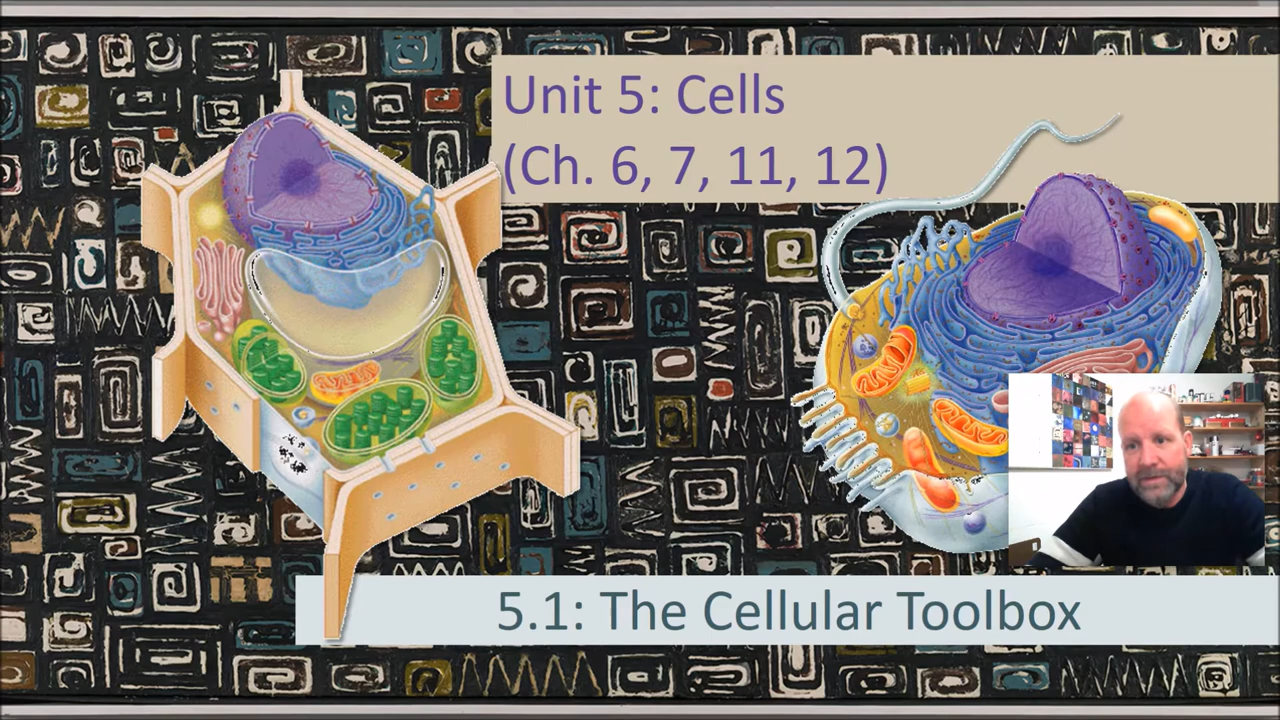 Unit 5: Cells
(Ch. 6, 7, 11, 12)
5.1: The Cellular Toolbox